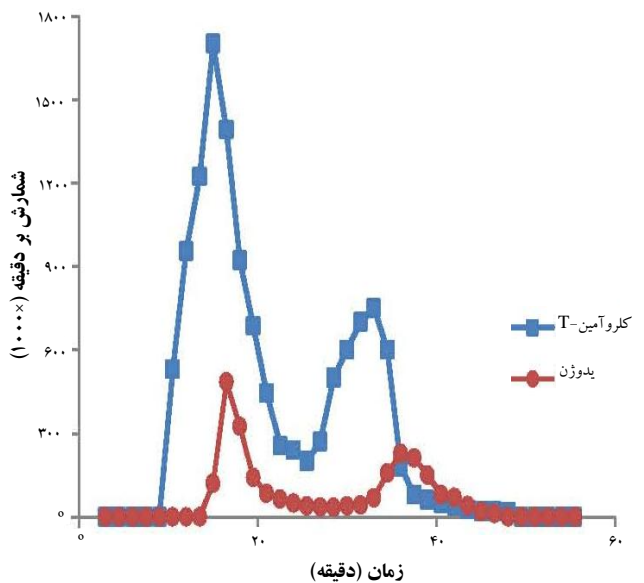 ۱۸۰۰
۱۵۰۰
۱۲۰۰
۹۰۰
۶۰۰
۳۰۰
۰
شمارش بر دقیقه (×۱۰۰۰)
کلروآمین-T
یدوژن
۰
۲۰
۴۰
۶۰
زمان (دقیقه)